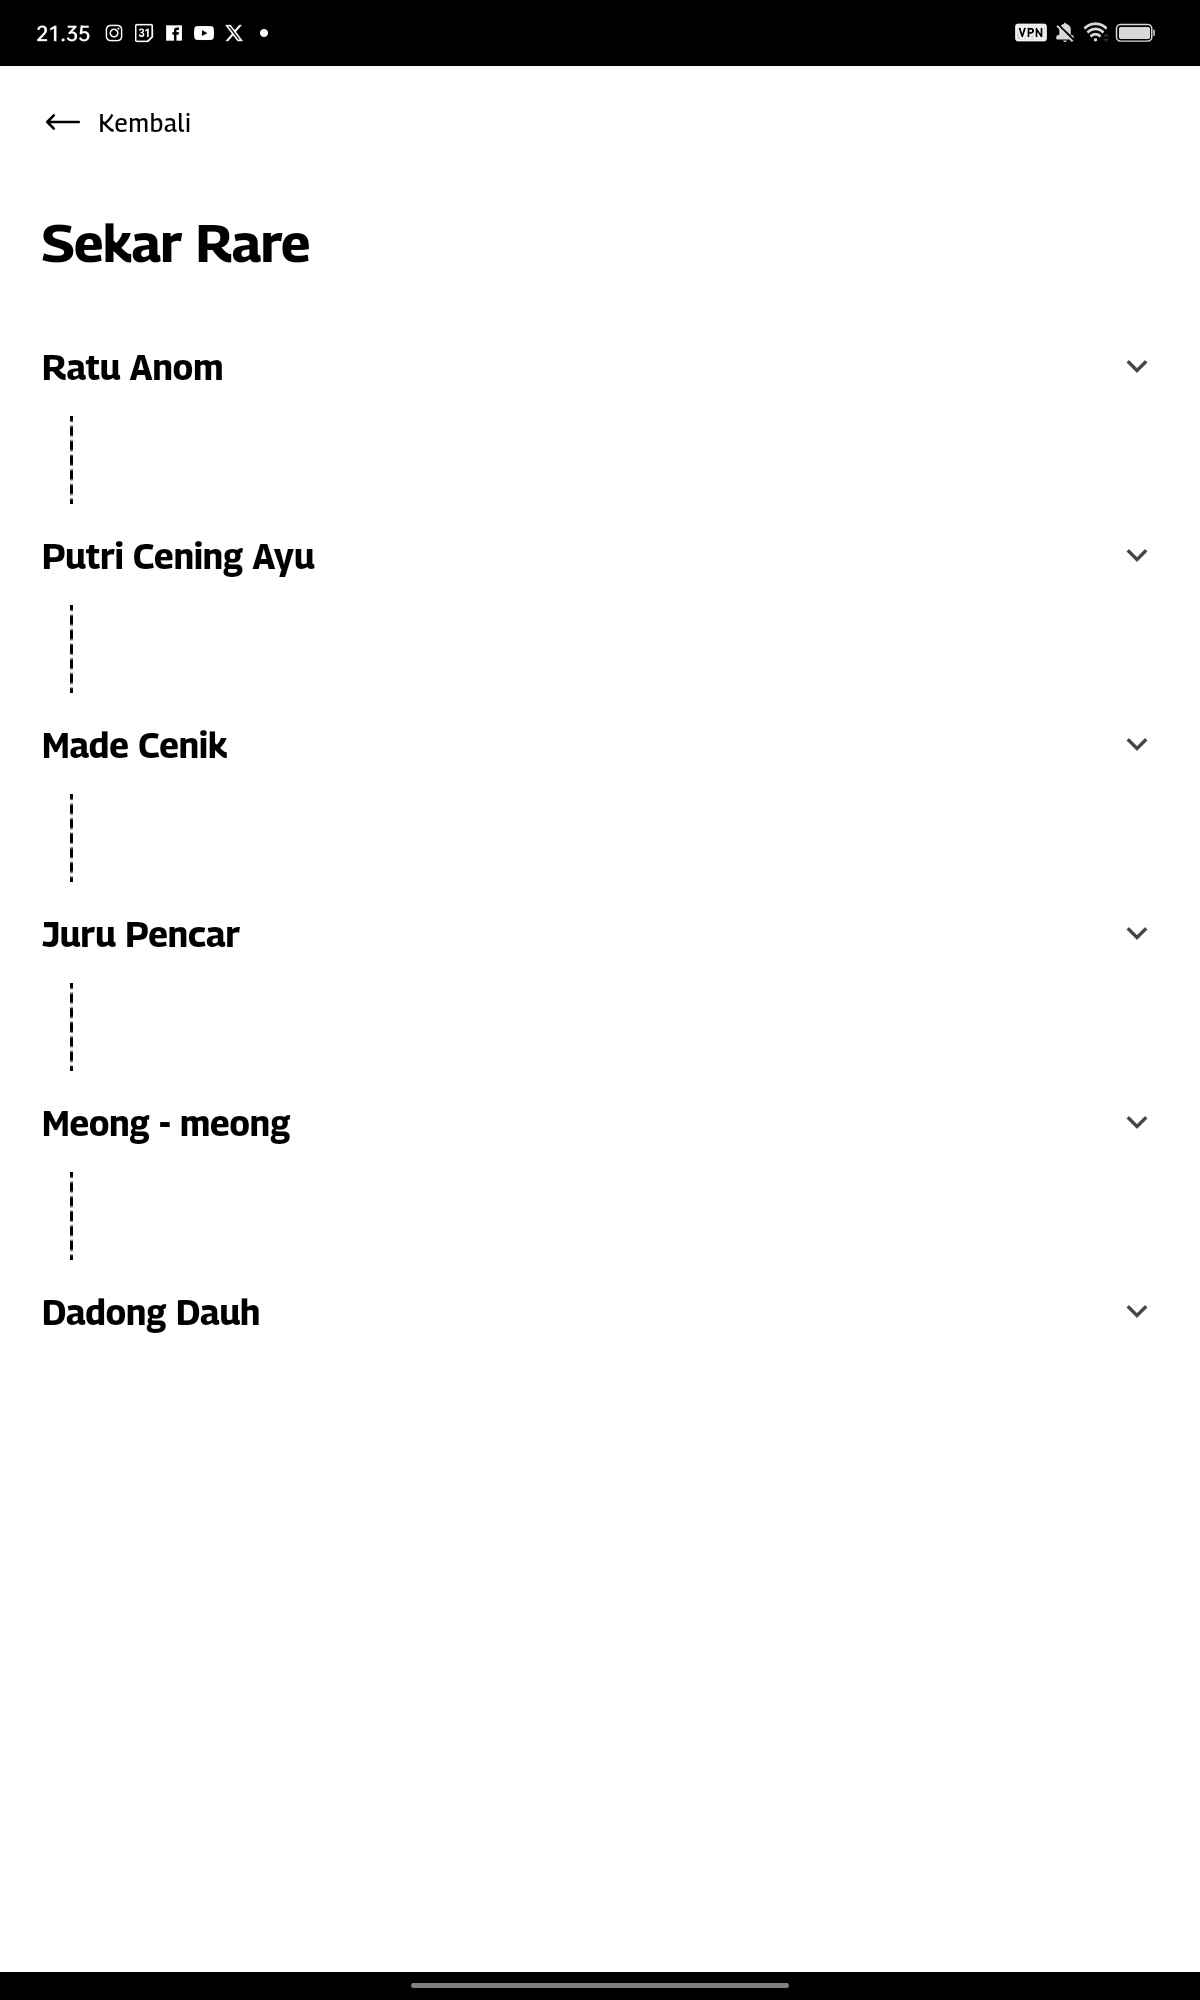 21.35
VPN
Kembali
Sekar Rare
Ratu Anom
Putri Cening Ayu
Made Cenik
Juru Pencar
Meong - meong
Dadong Dauh